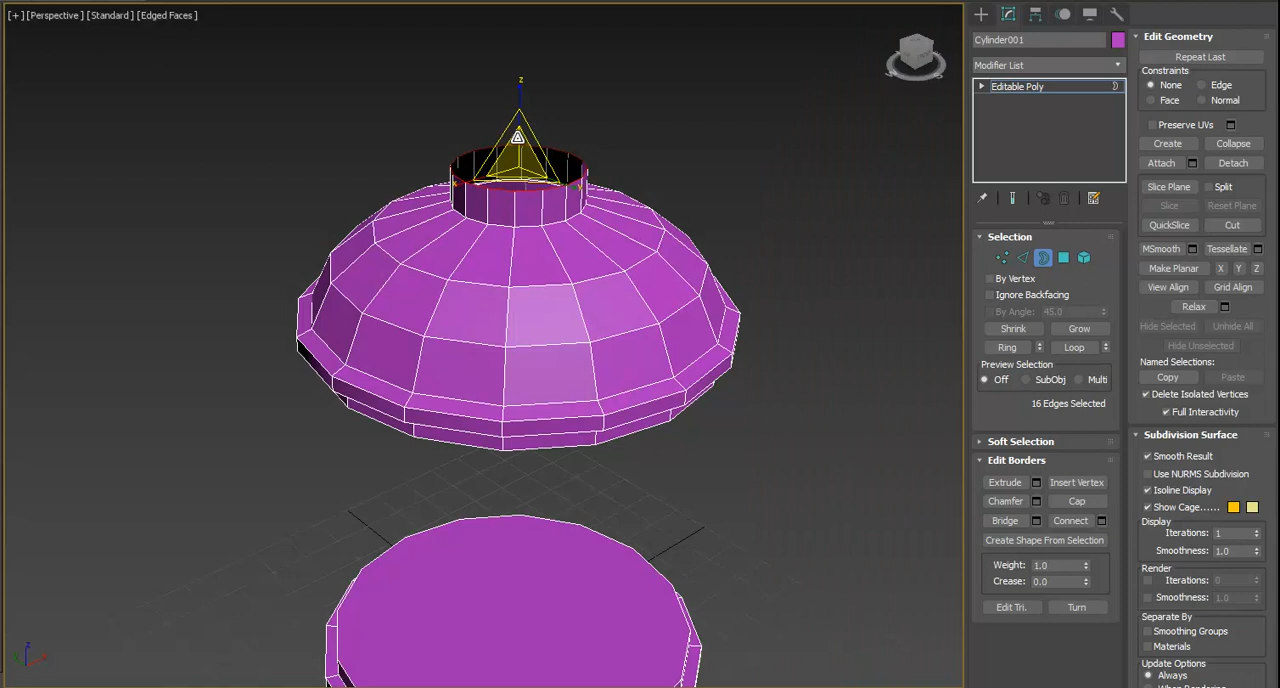 [+] [Perspective] [Standard] [Edged Faces]
z
x
y
z
x
Cylinder001
Modifier List
Editable Poly
Selection
By Vertex
Ignore Backfacing
By Angle: 45.0
Shrink Grow
Ring Loop
Preview Selection
Off SubObj Multi
16 Edges Selected
Soft Selection
Edit Borders
Extrude Insert Vertex
Chamfer Cap
Bridge Connect
Create Shape From Selection
Weight: 1.0
Crease: 0.0
Edit Tri. Turn
Edit Geometry
Repeat Last
Constraints
None Edge
Face Normal
Preserve UVs
Create Collapse
Attach Detach
Slice Plane Split
Slice Reset Plane
QuickSlice Cut
MSmooth Tessellate
Make Planar X Y Z
View Align Grid Align
Relax
Hide Selected Unhide All
Hide Unselected
Named Selections:
Copy Paste
Delete Isolated Vertices
Full Interactivity
Subdivision Surface
Smooth Result
Use NURMS Subdivision
Isoline Display
Show Cage......
Display
Iterations: 1
Smoothness: 1.0
Render
Iterations: 0
Smoothness: 1.0
Separate By
Smoothing Groups
Materials
Update Options
Always
When Rendering